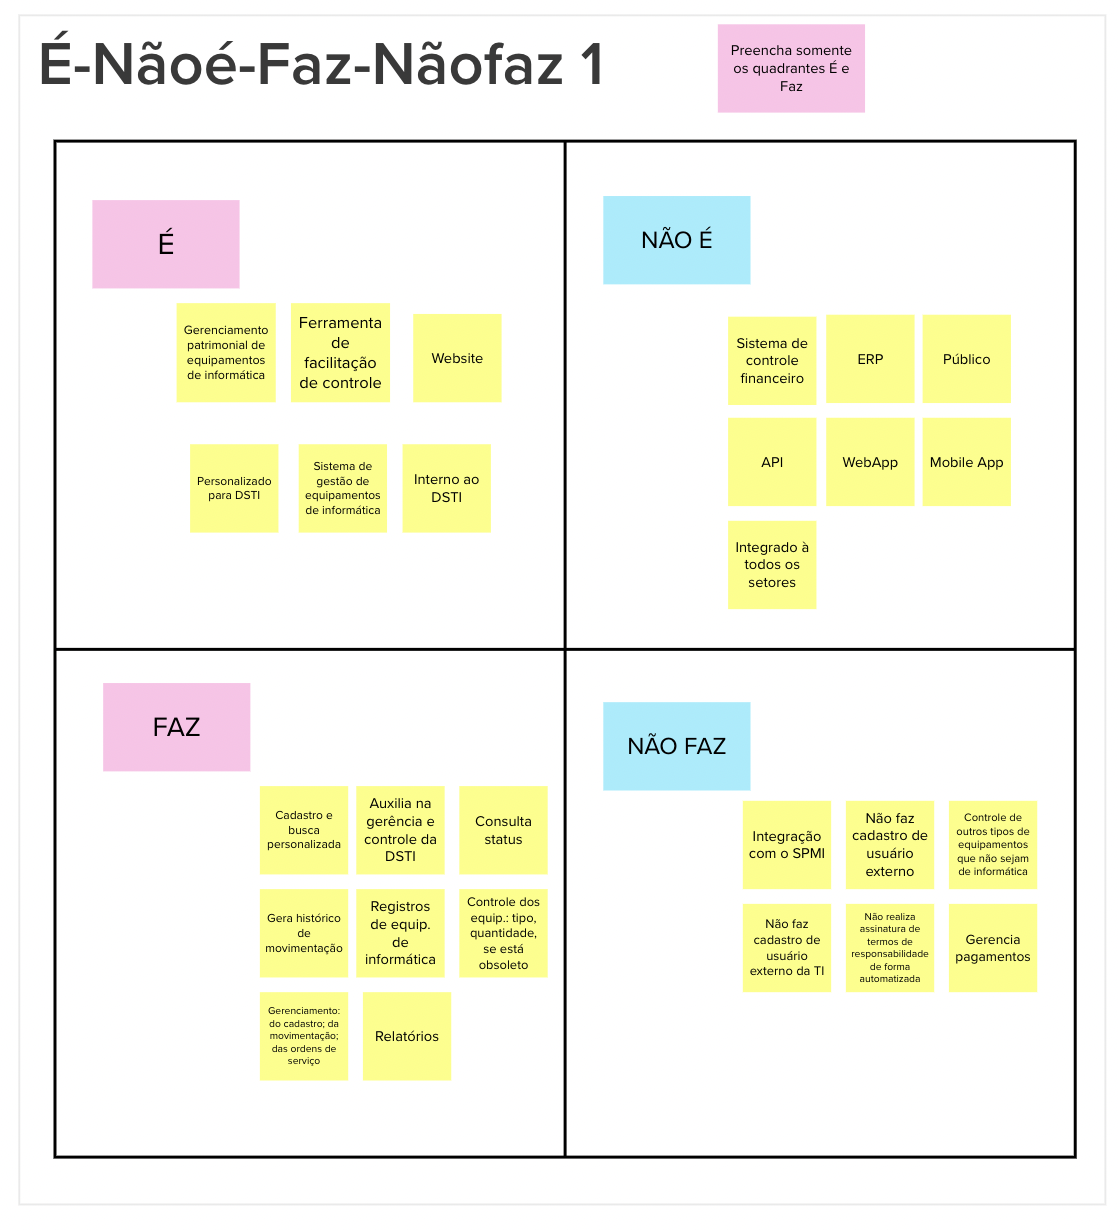 É-Nãoé-Faz-Nãofaz 1
Preencha somente
os quadrantes É e
Faz
É
Gerenciamento
patrimonial de
equipamentos
de informática
Ferramenta
de
facilitação
de controle
Website
Personalizado
para DSTI
Sistema de
gestão de
equipamentos
de informática
Interno ao
DSTI
NÃO É
Sistema de
controle
financeiro
ERP
Público
API
WebApp
Mobile App
Integrado à
todos os
setores
FAZ
Cadastro e
busca
personalizada
Auxilia na
gerência e
controle da
DSTI
Consulta
status
Gera histórico
de
movimentação
Registros
de equip.
de
informática
Controle dos
equip.: tipo,
quantidade,
se está
obsoleto
Gerenciamento:
do cadastro; da
movimentação;
das ordens de
serviço
Relatórios
NÃO FAZ
Integração
com o SPMI
Não faz
cadastro de
usuário
externo
Controle de
outros tipos de
equipamentos
que não sejam
de informática
Não faz
cadastro de
usuário
externo da TI
Não realiza
assinatura de
termos de
responsabilidade
de forma
automatizada
Gerencia
pagamentos